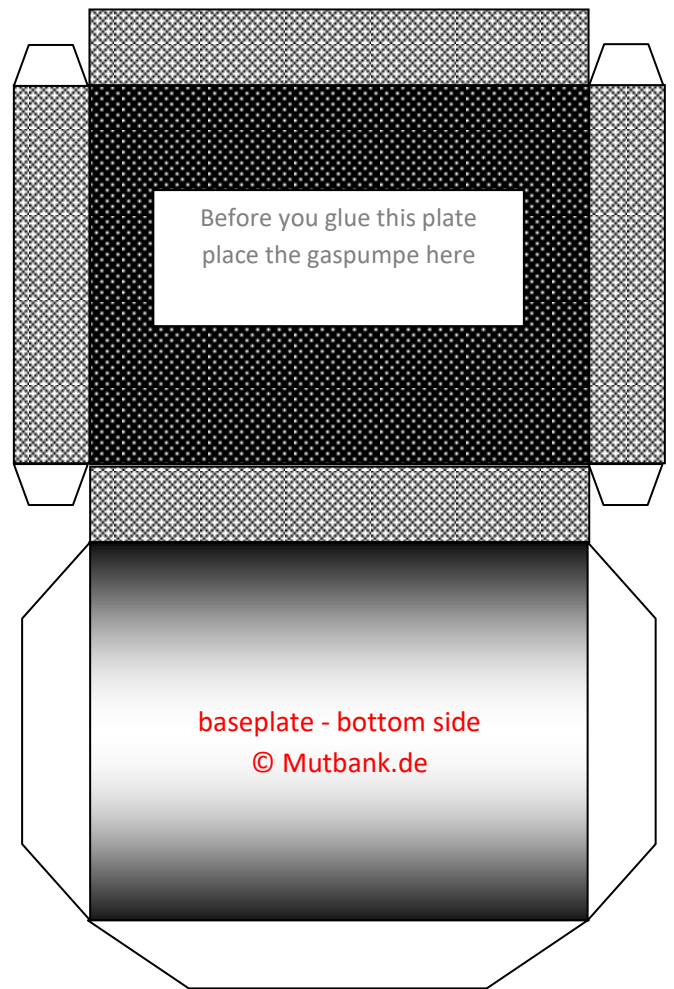 Before you glue this plate
place the gaspumpe here
baseplate - bottom side
© Mutbank.de